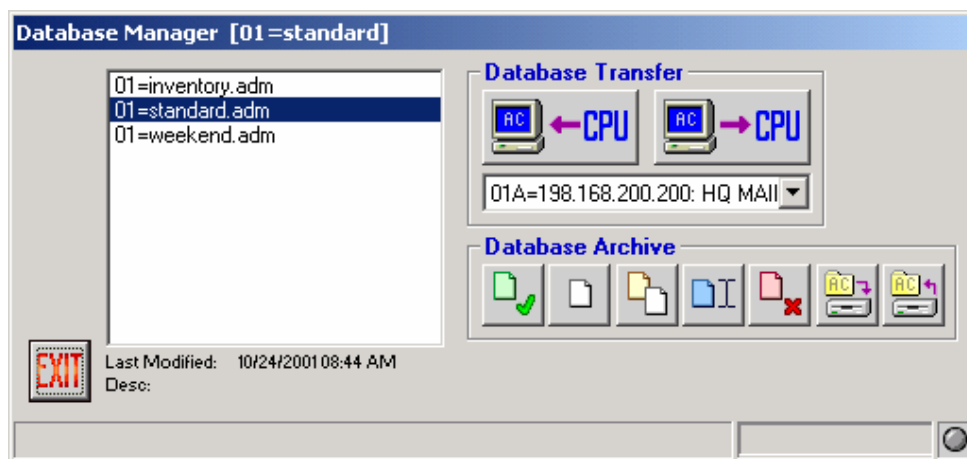 Database Manager [01=standard]
01=inventory.adm
01=standard.adm
01=weekend.adm
Database Transfer
AC CPU
AC CPU
01A=198.168.200.200: HQ MAII
Database Archive
AC
AC
EXIT
Last Modified: 10/24/2001 08:44 AM
Desc: